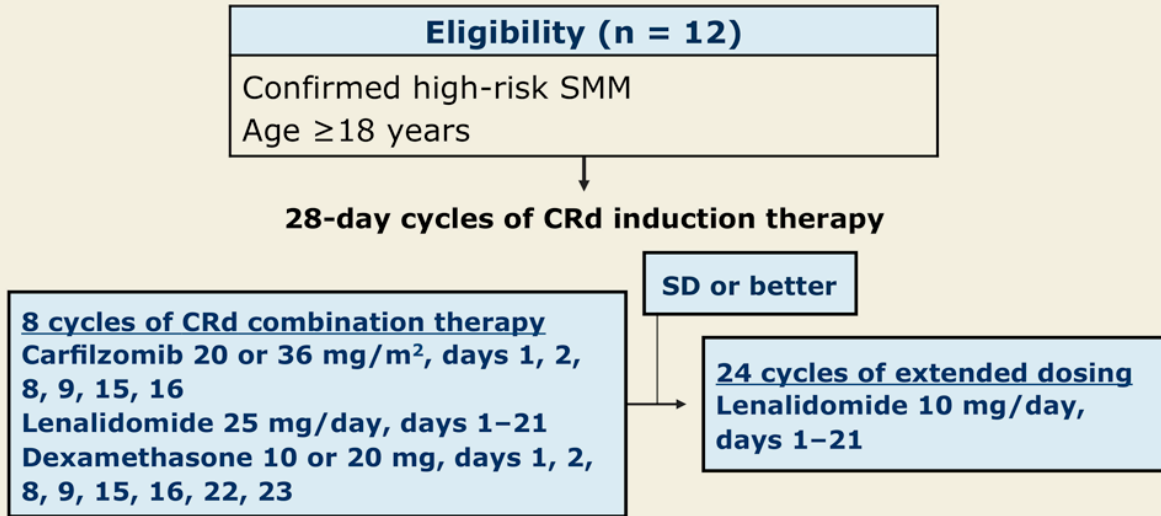 Eligibility (n = 12)
Confirmed high-risk SMM
Age ≥18 years
28-day cycles of CRd induction therapy
SD or better
8 cycles of CRd combination therapy
Carfilzomib 20 or 36 mg/m², days 1, 2,
8, 9, 15, 16
Lenalidomide 25 mg/day, days 1–21
Dexamethasone 10 or 20 mg, days 1, 2,
8, 9, 15, 16, 22, 23
24 cycles of extended dosing
Lenalidomide 10 mg/day,
days 1–21